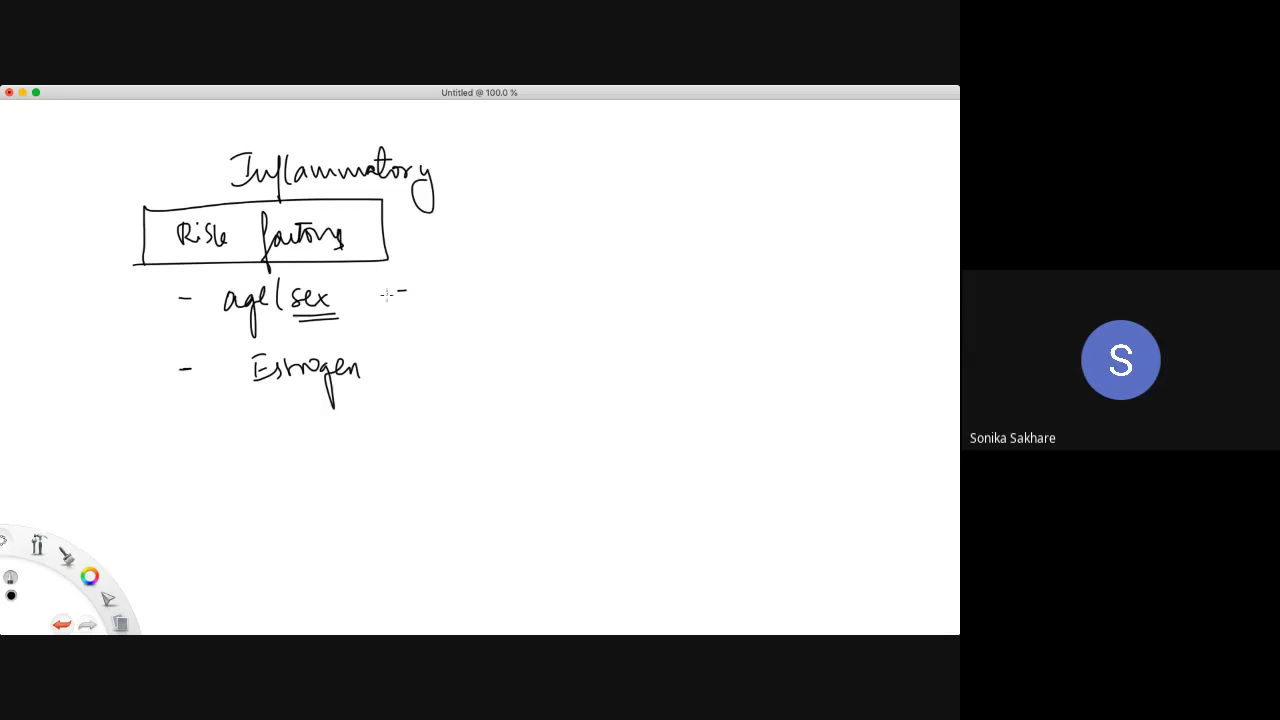 Untitled @ 100.0 %
Inflammatory
Risk factors
- age/sex -
- Estrogen
S
Sonika Sakhare